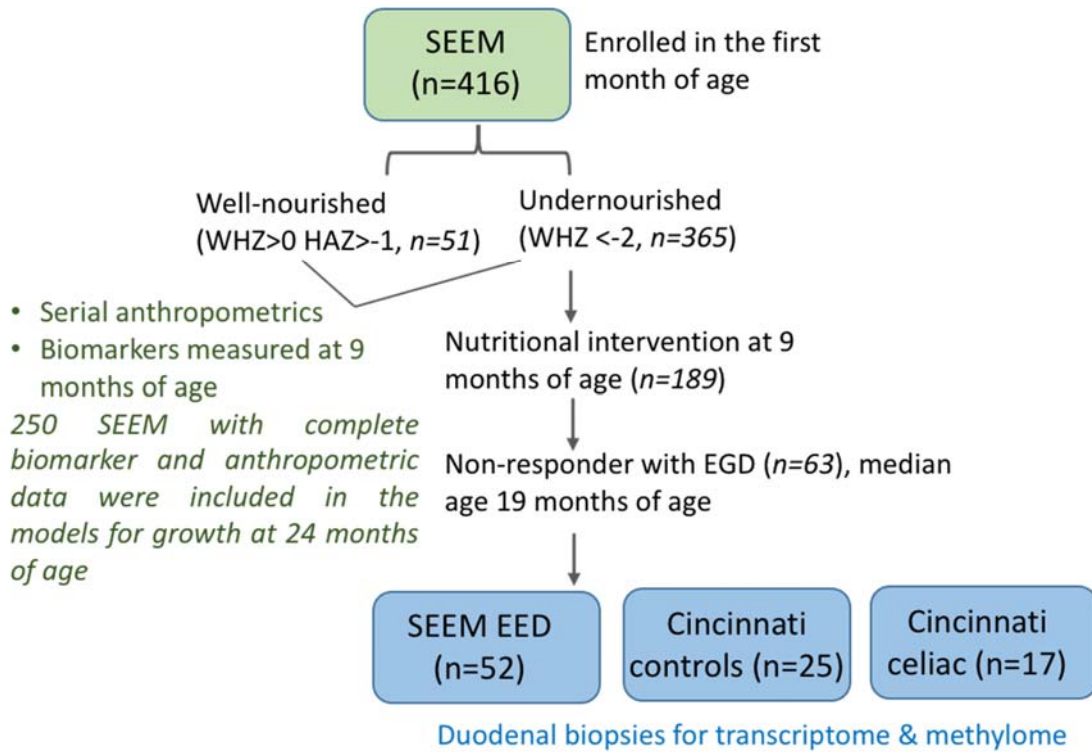 SEEM
(n=416)
Enrolled in the first
month of age
Well-nourished
(WHZ>0 HAZ>-1, n=51)
Undernourished
(WHZ <-2, n=365)
• Serial anthropometrics
• Biomarkers measured at 9
months of age
250 SEEM with complete
biomarker and anthropometric
data were included in the
models for growth at 24 months
of age
Nutritional intervention at 9
months of age (n=189)
Non-responder with EGD (n=63), median
age 19 months of age
SEEM EED
(n=52)
Cincinnati
controls (n=25)
Cincinnati
celiac (n=17)
Duodenal biopsies for transcriptome & methylome